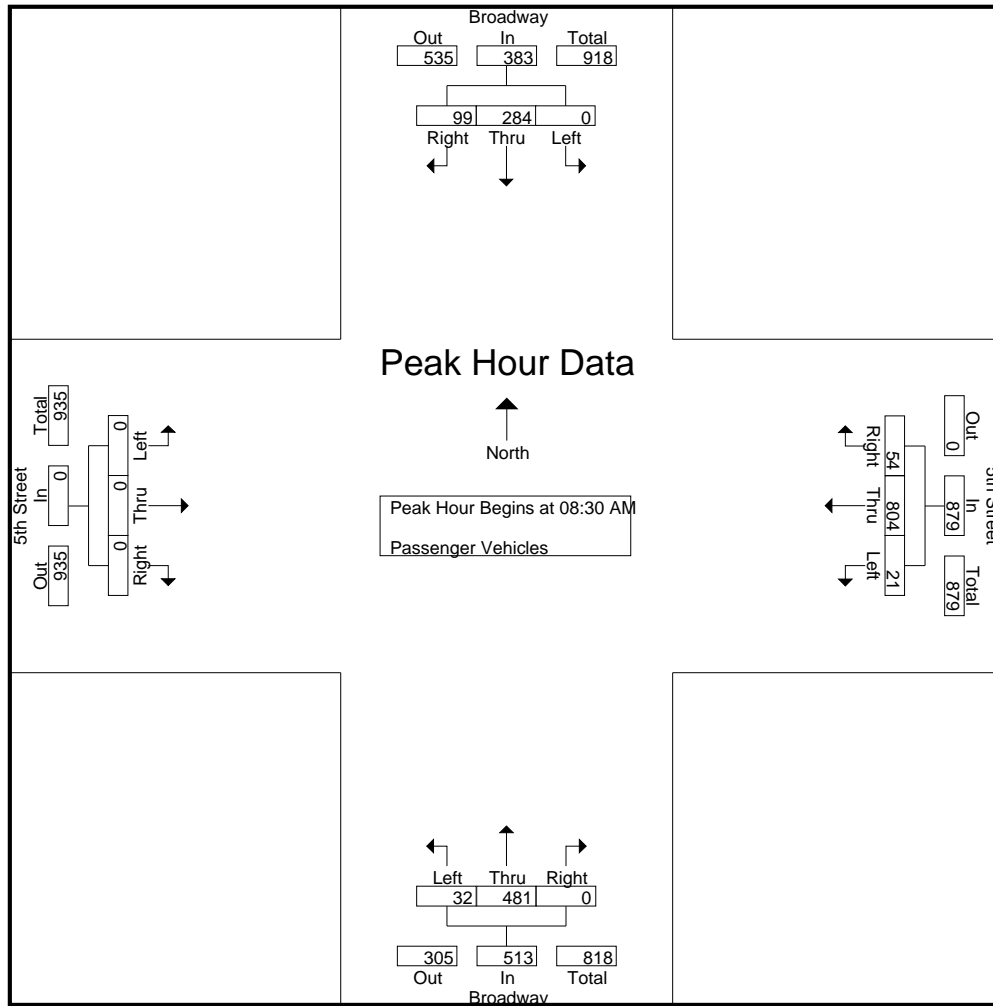 Broadway
Out In Total
535 383 918
99 284 0
Right Thru Left
Peak Hour Data
North
Peak Hour Begins at 08:30 AM
Passenger Vehicles
5th Street
Total In Out
935 0 935
0 0 0
Left Thru Right
5th Street
Out In Total
0 879 879
54 804 21
Right Thru Left
Left Thru Right
32 481 0
305 513 818
Out In Total
Broadway